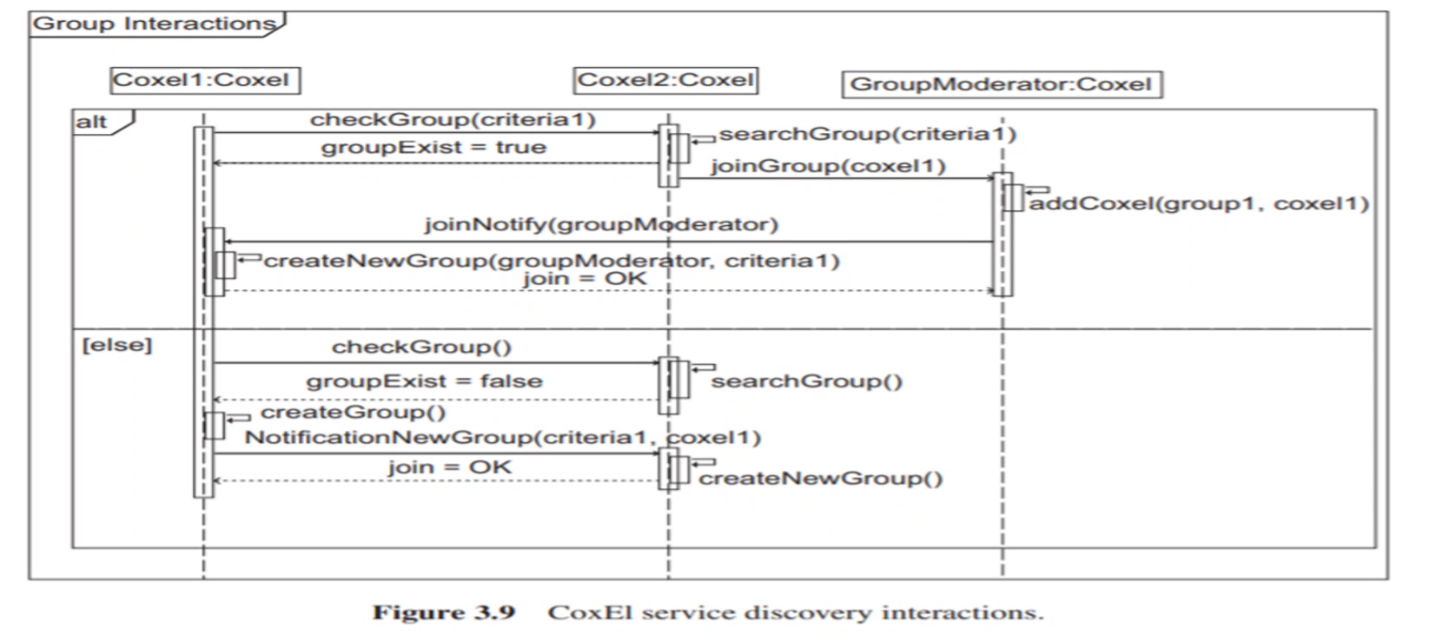 Group Interactions
Coxel1:Coxel
Coxel2:Coxel
GroupModerator:Coxel
alt
checkGroup(criteria1)
searchGroup(criteria1)
groupExist = true
joinGroup(coxel1)
addCoxel(group1, coxel1)
joinNotify(groupModerator)
createNewGroup(groupModerator, criteria1)
join = OK
[else]
checkGroup()
groupExist = false
searchGroup()
createGroup()
NotificationNewGroup(criteria1, coxel1)
join = OK
createNewGroup()
Figure 3.9 CoxEl service discovery interactions.